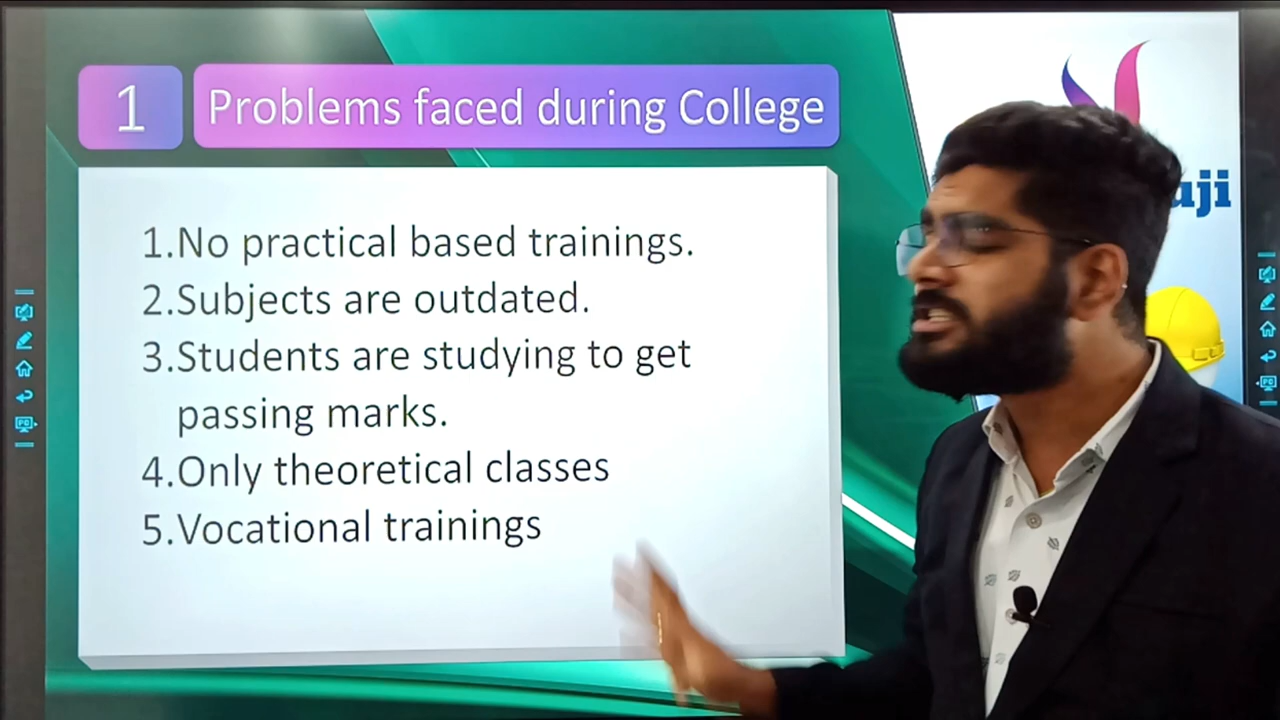 1
Problems faced during College
1.No practical based trainings.
2.Subjects are outdated.
3.Students are studying to get
passing marks.
4.Only theoretical classes
5.Vocational trainings